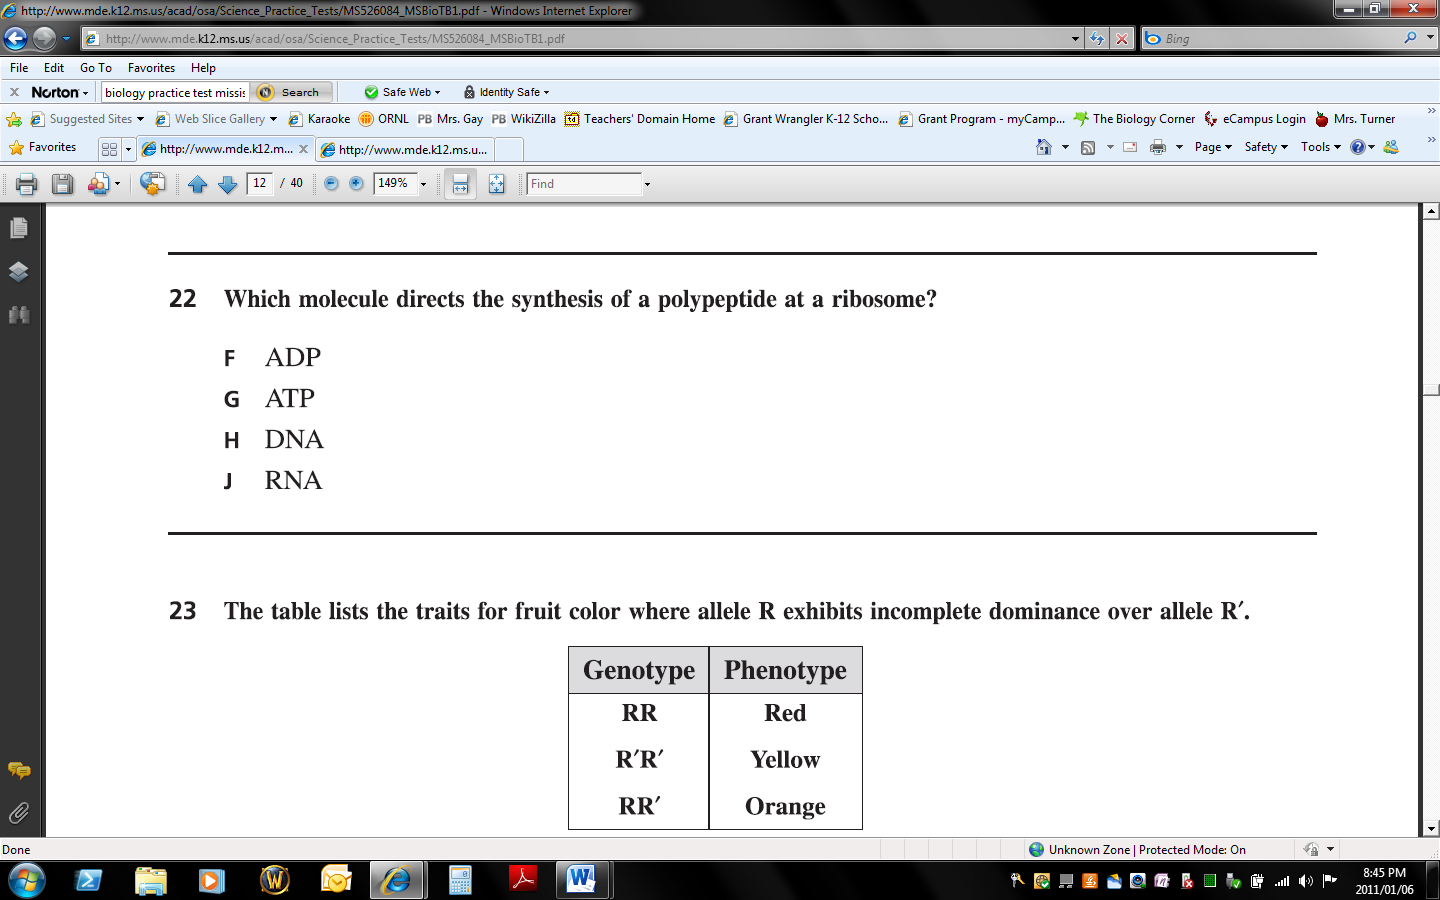 http://www.mde.k12.ms.us/acad/osa/Science_Practice_Tests/MS526084_MSBioTB1.pdf - Windows Internet Explorer
http://www.mde.k12.ms.us/acad/osa/Science_Practice_Tests/MS526084_MSBioTB1.pdf
Bing
File Edit Go To Favorites Help
X Norton biology practice test missis Search Safe Web Identity Safe
Suggested Sites Web Slice Gallery Karaoke ORNL PB Mrs. Gay PB WikiZilla td Teachers' Domain Home Grant Wrangler K-12 Scho... Grant Program - myCamp... The Biology Corner eCampus Login Mrs. Turner
Favorites http://www.mde.k12.m... X http://www.mde.k12.ms.u... Page Safety Tools
12 / 40 149% Find
22 Which molecule directs the synthesis of a polypeptide at a ribosome?
F ADP
G ATP
H DNA
J RNA
23 The table lists the traits for fruit color where allele R exhibits incomplete dominance over allele R′.
Genotype Phenotype
RR Red
R′R′ Yellow
RR′ Orange
Done Unknown Zone | Protected Mode: On
8:45 PM
2011/01/06